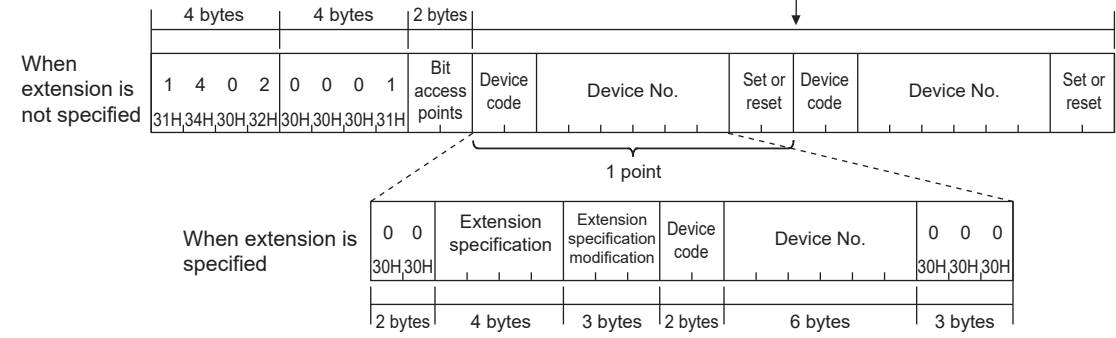 4 bytes 4 bytes 2 bytes
When
extension is
not specified
1 4 0 2 0 0 0 1
31H,34H,30H,32H 30H,30H,30H,31H
Bit
access
points
Device
code
Device No.
Set or
reset
Device
code
Device No.
Set or
reset
1 point
When extension is
specified
0 0
30H,30H
Extension
specification
Extension
specification
modification
Device
code
Device No.
0 0 0
30H,30H,30H
2 bytes 4 bytes 3 bytes 2 bytes 6 bytes 3 bytes